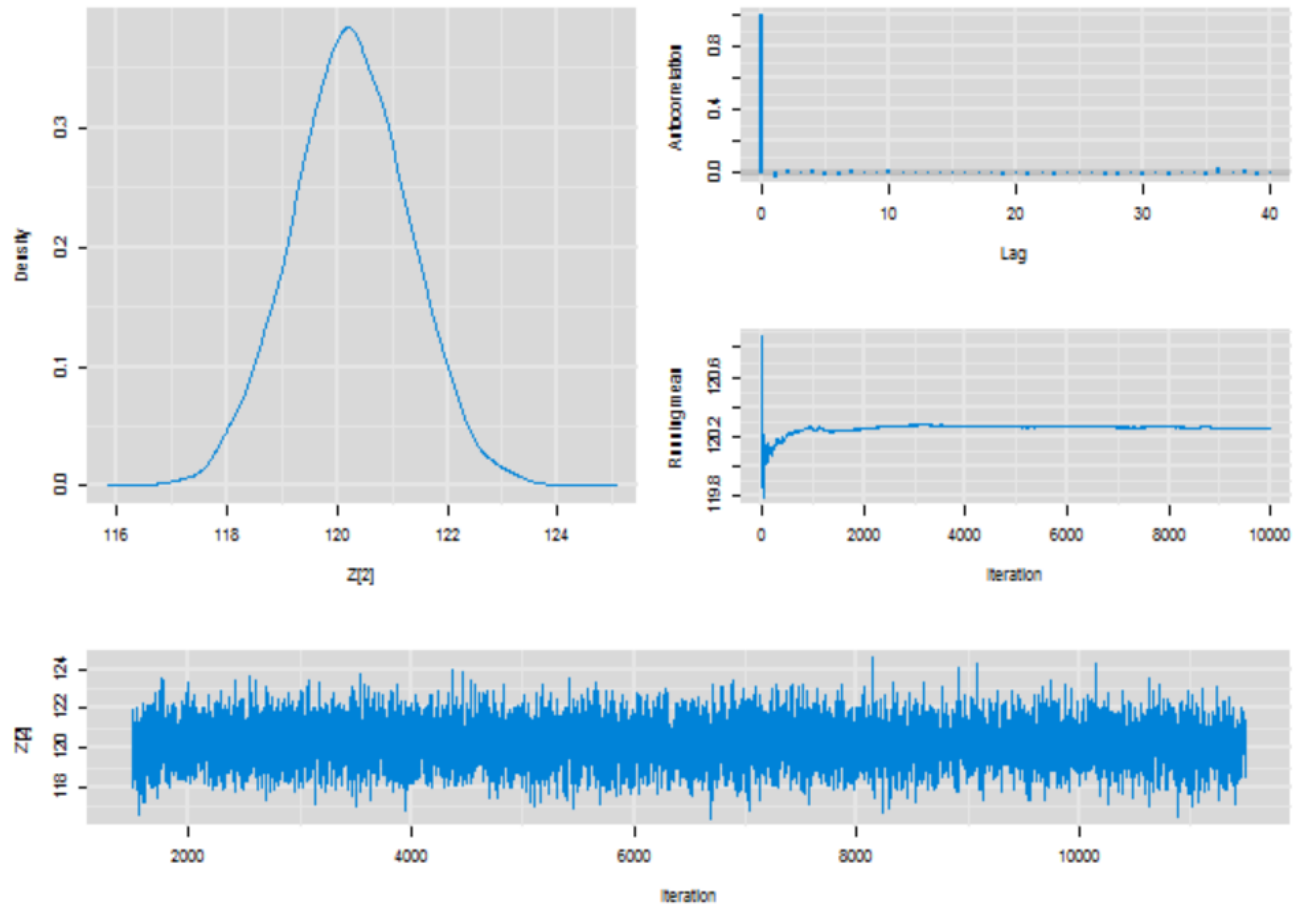 Density
0.0 0.1 0.2 0.3
116 118 120 122 124
Z[2]
Autocorrelation
0.0 0.4 0.8
0 10 20 30 40
Lag
Running mean
119.8 120.2 120.6
0 2000 4000 6000 8000 10000
Iteration
Z[2]
118 120 122 124
2000 4000 6000 8000 10000
Iteration